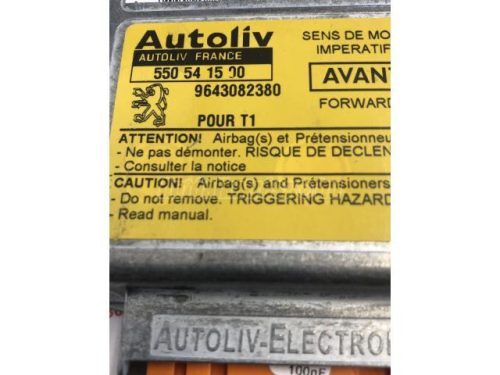 Autoliv
AUTOLIV FRANCE
550 54 15 00
9643082380
POUR T1
SENS DE MO
IMPERATIF
AVANT
FORWARD
ATTENTION! Airbag(s) et Prétensionneu
- Ne pas démonter. RISQUE DE DECLEN
- Consulter la notice
CAUTION! Airbag(s) and Pretensioners
- Do not remove. TRIGGERING HAZARD
- Read manual.
AUTOLIV-ELECTRO
100nF